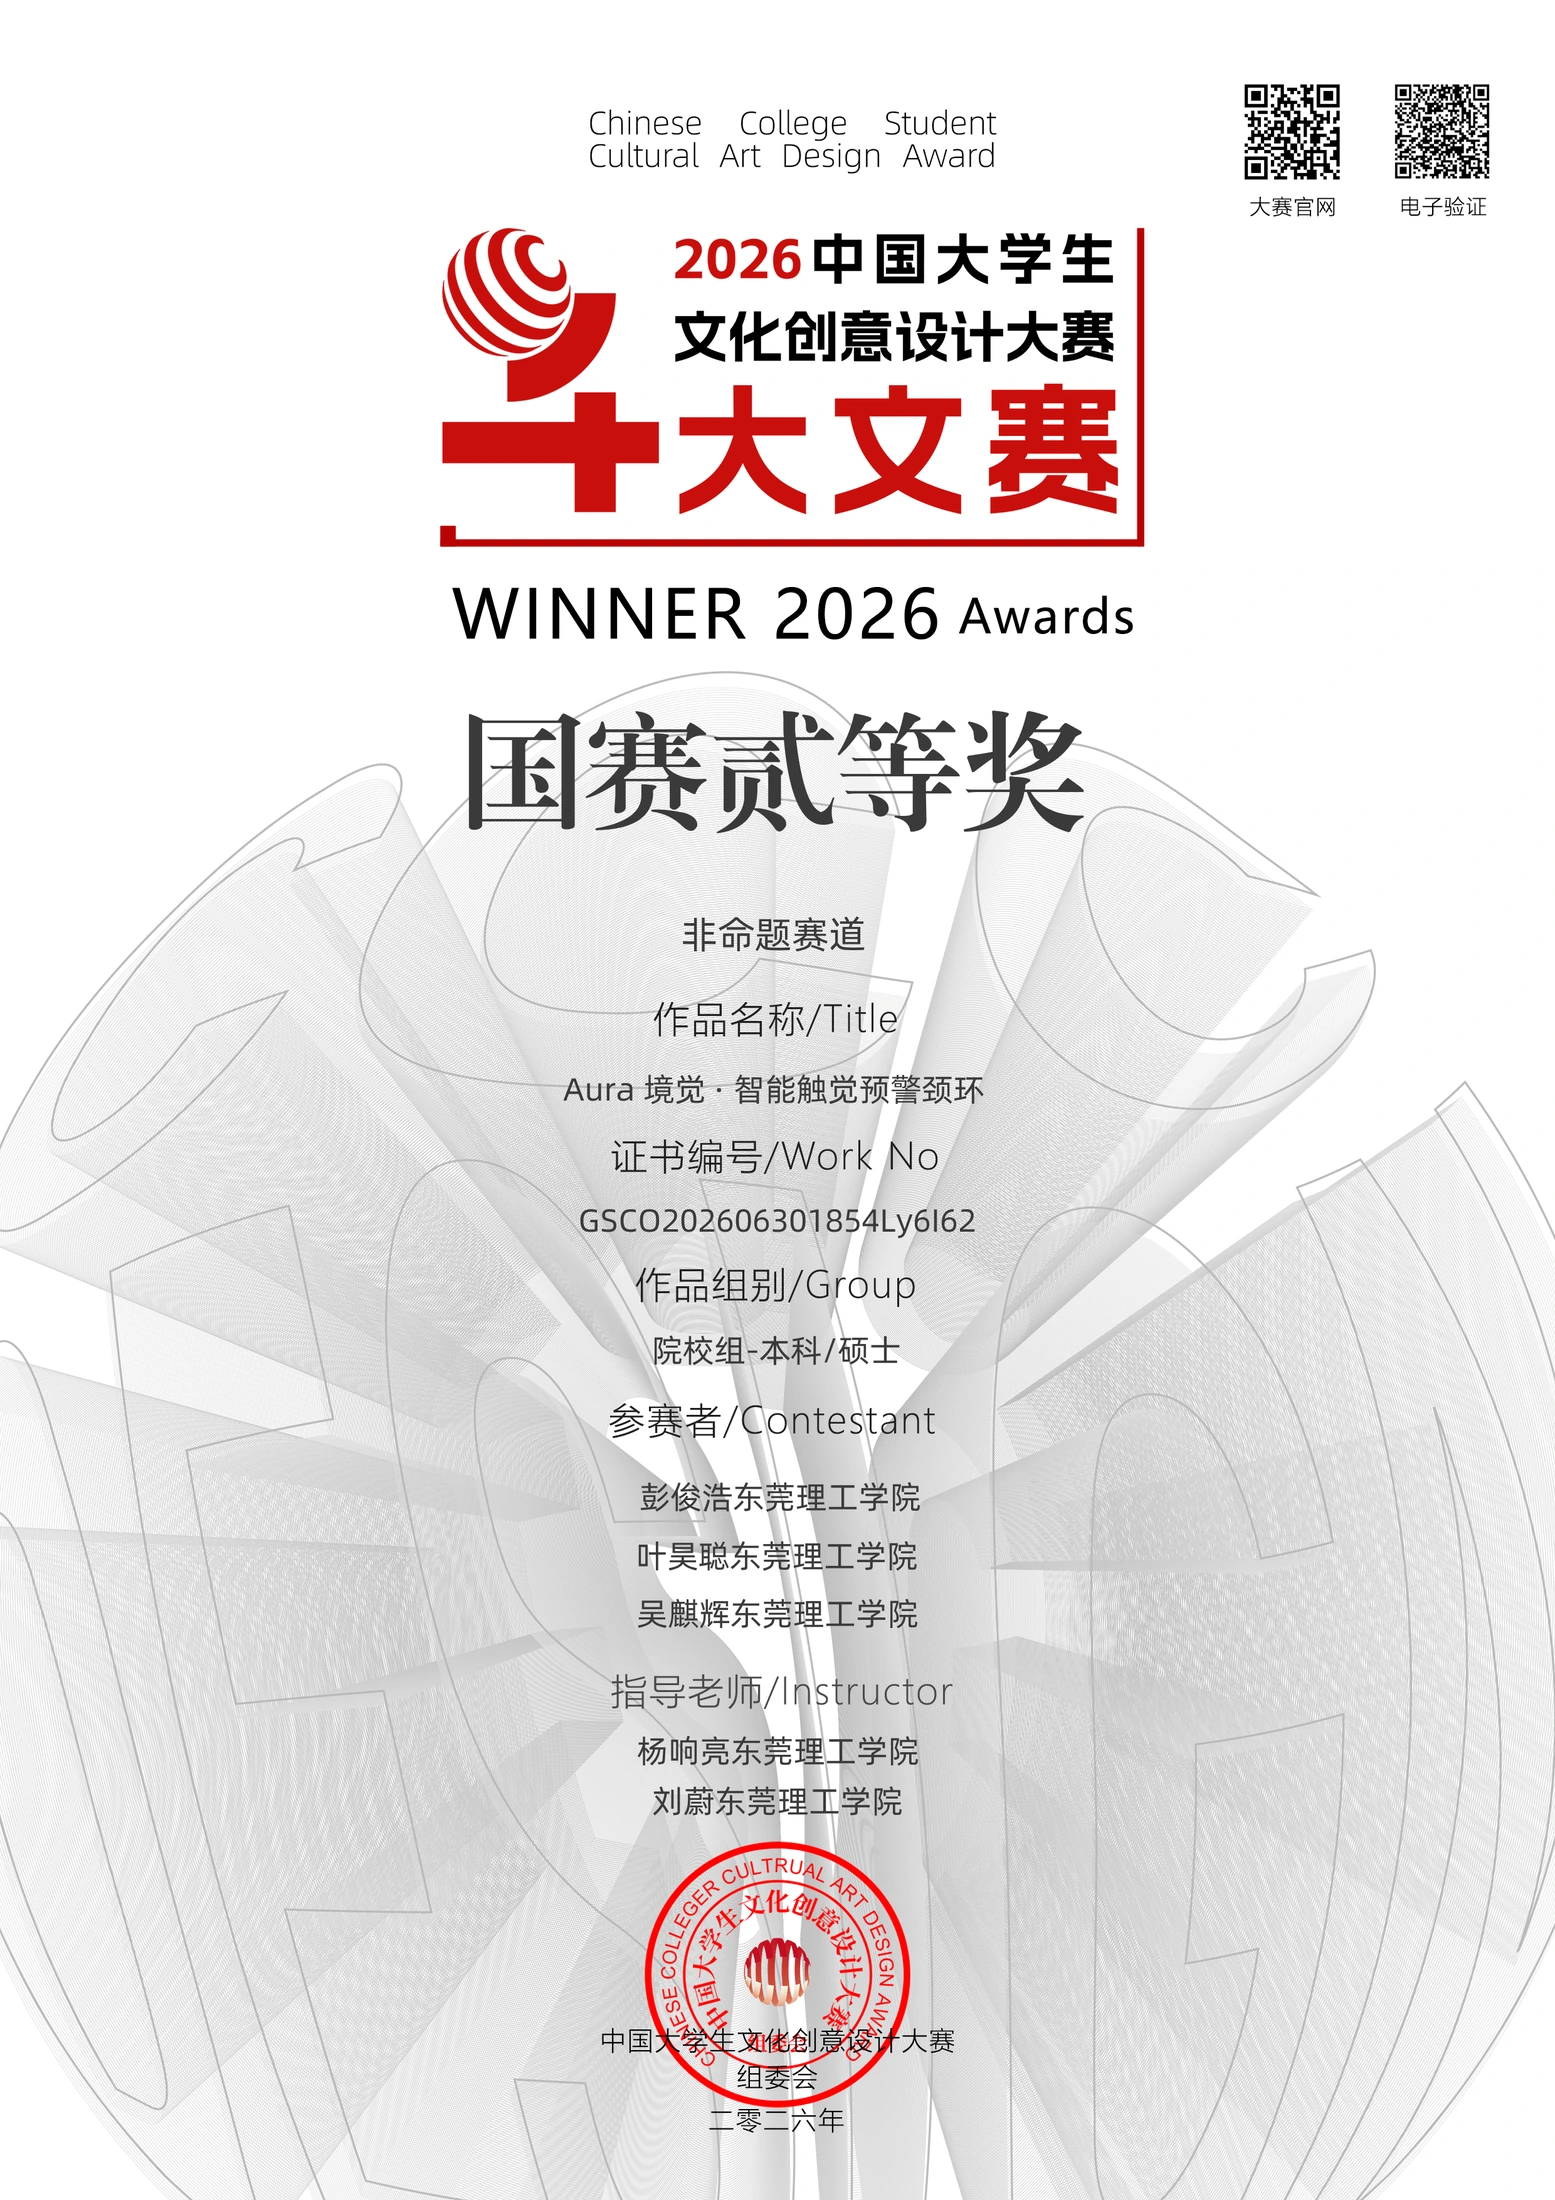 Chinese College Student
Cultural Art Design Award
大赛官网
电子验证
2026中国大学生
文化创意设计大赛
大文赛
WINNER 2026 Awards
国赛贰等奖
非命题赛道
作品名称/Title
Aura 境觉 · 智能触觉预警颈环
证书编号/Work No
GSCO202606301854Ly6I62
作品组别/Group
院校组-本科/硕士
参赛者/Contestant
彭俊浩东莞理工学院
叶昊聪东莞理工学院
吴麒辉东莞理工学院
指导老师/Instructor
杨响亮东莞理工学院
刘蔚东莞理工学院
CHINESE COLLEGER CULTRUAL ART DESIGN AWARD
中国大学生文化创意设计大赛
组委会
中国大学生文化创意设计大赛
组委会
二零二六年